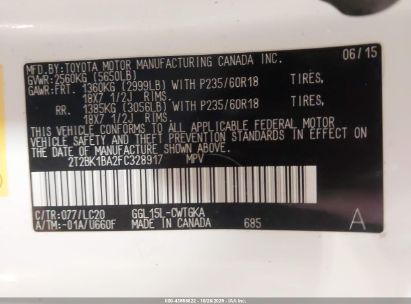 MFD.BY: TOYOTA MOTOR MANUFACTURING CANADA INC. 06/15
GVWR: 2560KG (5650LB)
GAWR: FRT. 1360KG (2999LB) WITH P235/60R18 TIRES,
18X7 1/2J RIMS.
RR. 1385KG (3056LB) WITH P235/60R18 TIRES,
18X7 1/2J RIMS.
THIS VEHICLE CONFORMS TO ALL APPLICABLE FEDERAL MOTOR
VEHICLE SAFETY AND THEFT PREVENTION STANDARDS IN
EFFECT ON THE DATE OF MANUFACTURE SHOWN ABOVE.
2T2BK1BA2FC328917 MPV
C/TR: 077/LC20 GGL15L-CWTGKA
A/TM: -01A/U660F MADE IN CANADA 685 A